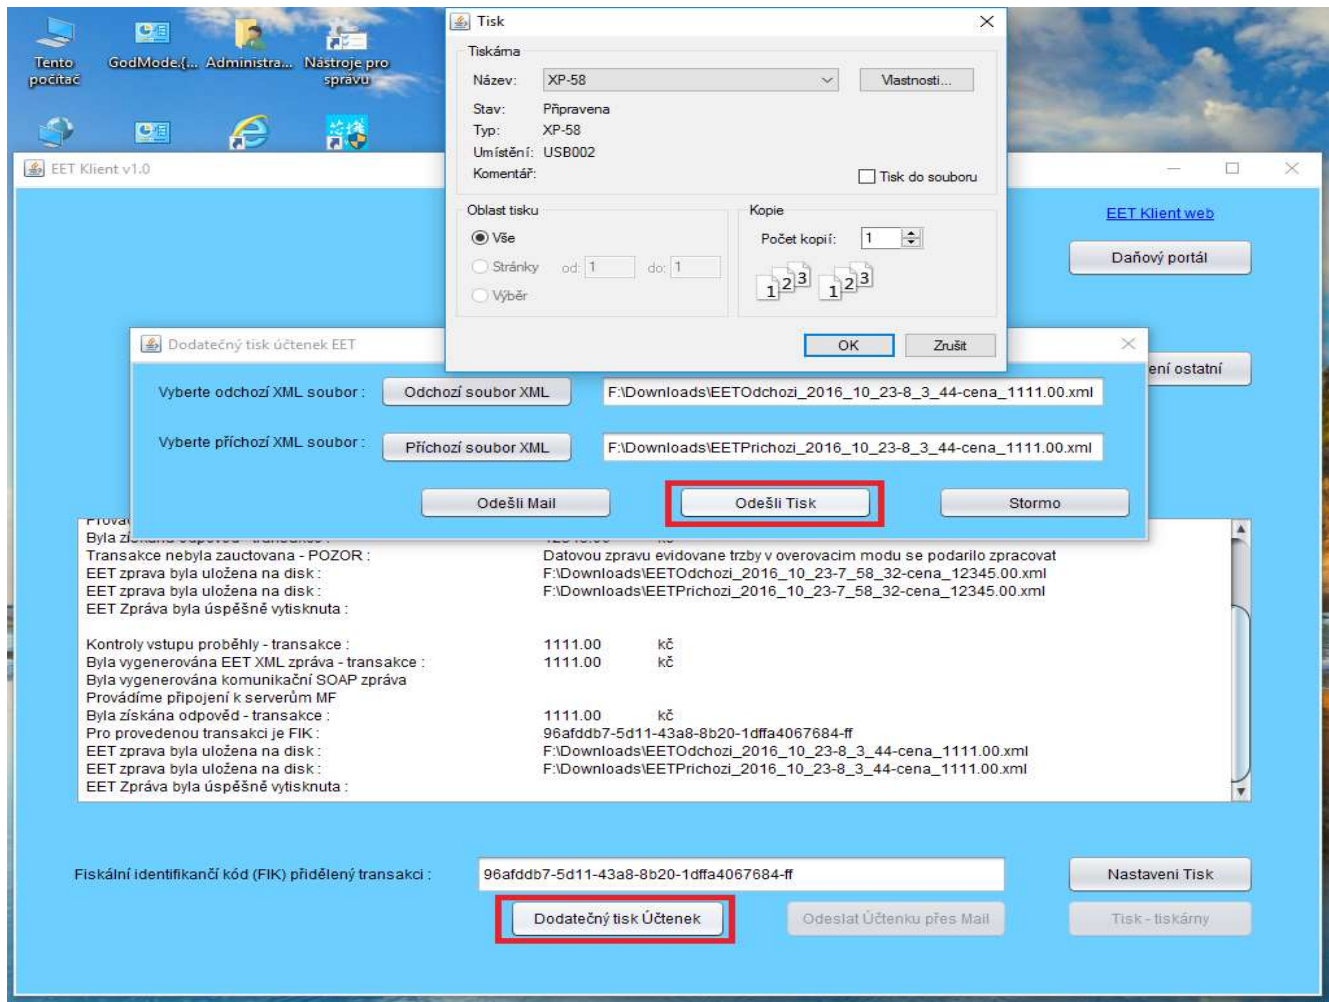 Tento
počítač
GodMode.{...
Administra...
Nástroje pro
správu
Tisk
Tiskárna
Název:
XP-58
Vlastnosti...
Stav:
Připravena
Typ:
XP-58
Umístění:
USB002
Komentář:
Tisk do souboru
Oblast tisku
Vše
Stránky od: 1 do: 1
Výběr
Kopie
Počet kopií: 1
1 2 3 1 2 3
OK
Zrušit
EET Klient v1.0
EET Klient web
Daňový portál
ení ostatní
Dodatečný tisk účtenek EET
Vyberte odchozí XML soubor :
Odchozí soubor XML
F:\Downloads\EETOdchozi_2016_10_23-8_3_44-cena_1111.00.xml
Vyberte příchozí XML soubor :
Příchozí soubor XML
F:\Downloads\EETPrichozi_2016_10_23-8_3_44-cena_1111.00.xml
Odešli Mail
Odešli Tisk
Stormo
Transakce nebyla zauctovana - POZOR : Datovou zpravu evidovane trzby v overovacim modu se podarilo zpracovat
EET zprava byla uložena na disk : F:\Downloads\EETOdchozi_2016_10_23-7_58_32-cena_12345.00.xml
EET zprava byla uložena na disk : F:\Downloads\EETPrichozi_2016_10_23-7_58_32-cena_12345.00.xml
EET Zpráva byla úspěšně vytisknuta :
Kontroly vstupu proběhly - transakce : 1111.00 kč
Byla vygenerována EET XML zpráva - transakce : 1111.00 kč
Byla vygenerována komunikační SOAP zpráva
Provádíme připojení k serverům MF
Byla získána odpověd - transakce : 1111.00 kč
Pro provedenou transakci je FIK : 96afddb7-5d11-43a8-8b20-1dffa4067684-ff
EET zprava byla uložena na disk : F:\Downloads\EETOdchozi_2016_10_23-8_3_44-cena_1111.00.xml
EET zprava byla uložena na disk : F:\Downloads\EETPrichozi_2016_10_23-8_3_44-cena_1111.00.xml
EET Zpráva byla úspěšně vytisknuta :
Fiskální identifikančí kód (FIK) přidělený transakci :
96afddb7-5d11-43a8-8b20-1dffa4067684-ff
Nastaveni Tisk
Dodatečný tisk Účtenek
Odeslat Účtenku přes Mail
Tisk - tiskárny